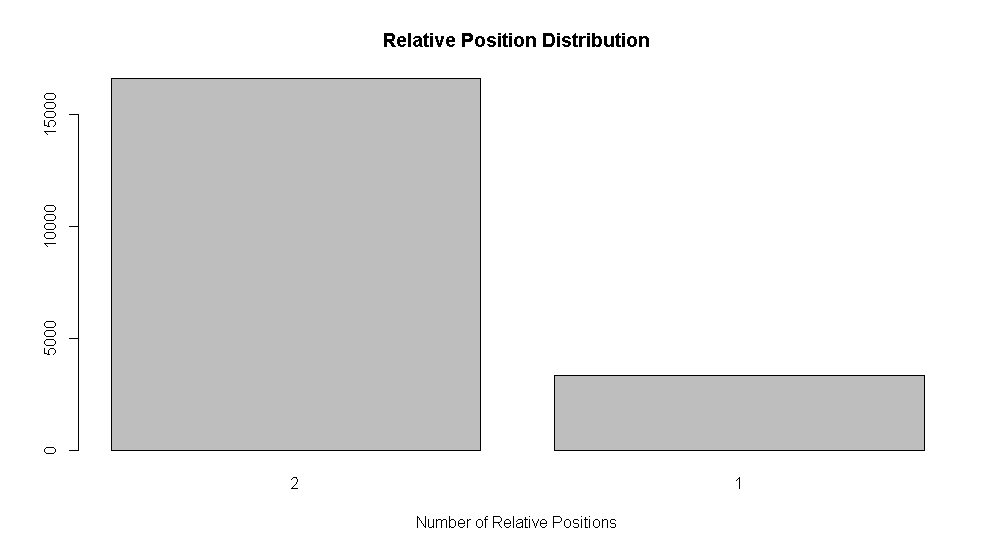 Relative Position Distribution
15000
10000
5000
0
2 1
Number of Relative Positions